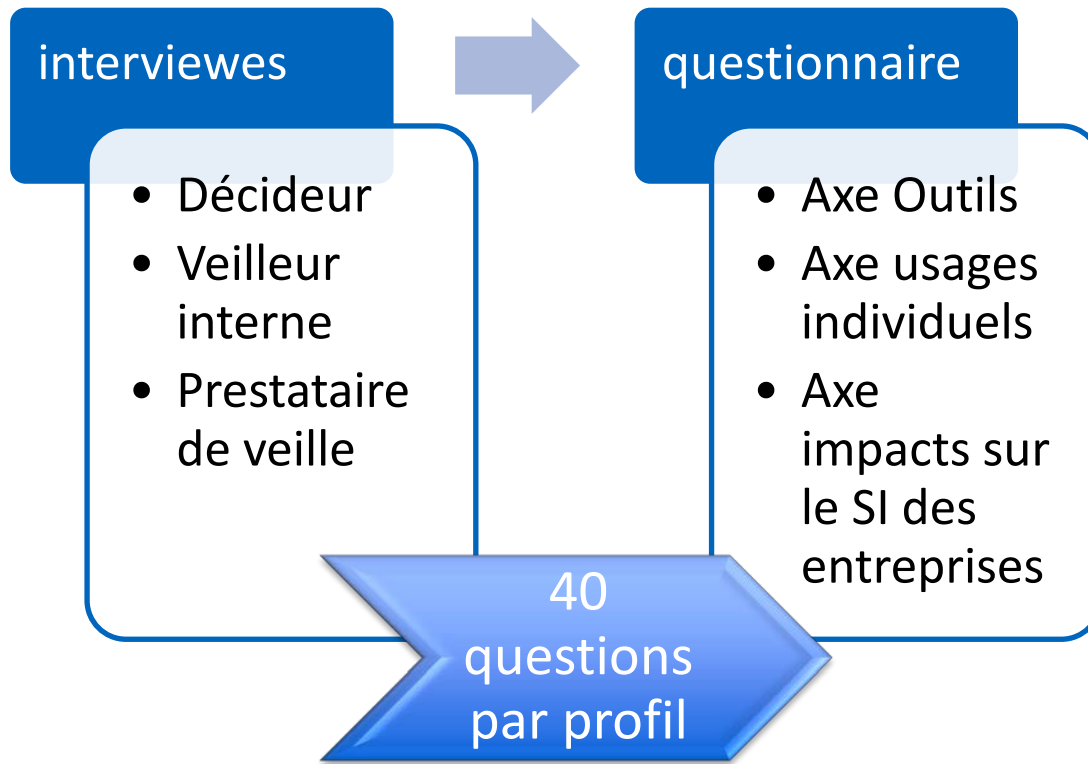 interviewes
• Décideur
• Veilleur
interne
• Prestataire
de veille
questionnaire
• Axe Outils
• Axe usages
individuels
• Axe
impacts sur
le SI des
entreprises
40
questions
par profil